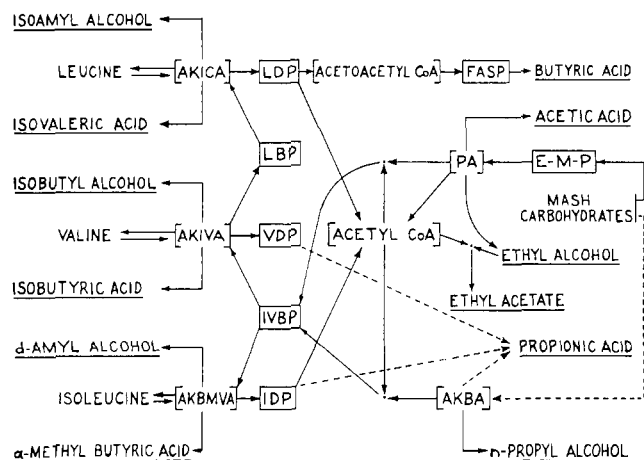 ISOAMYL ALCOHOL
LEUCINE [AKICA] LDP [ACETOACETYL CoA] FASP BUTYRIC ACID
ISOVALERIC ACID
ACETIC ACID
LBP [PA] E-M-P
ISOBUTYL ALCOHOL
MASH
CARBOHYDRATES
VALINE [AKIVA] VDP [ACETYL CoA]
ETHYL ALCOHOL
ISOBUTYRIC ACID
ETHYL ACETATE
IVBP
d-AMYL ALCOHOL PROPIONIC ACID
ISOLEUCINE [AKBMVA] IDP [AKBA]
α-METHYL BUTYRIC ACID n-PROPYL ALCOHOL